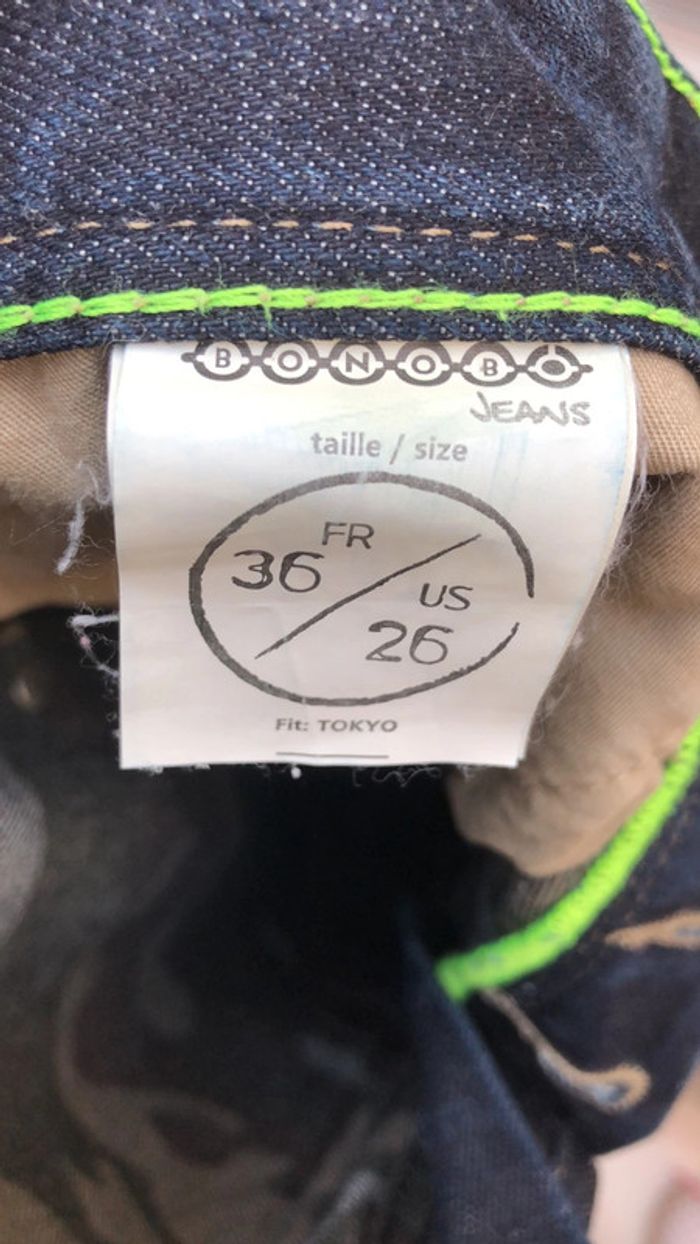 BONOBO
JEANS
taille / size
FR
36
US
26
Fit: TOKYO